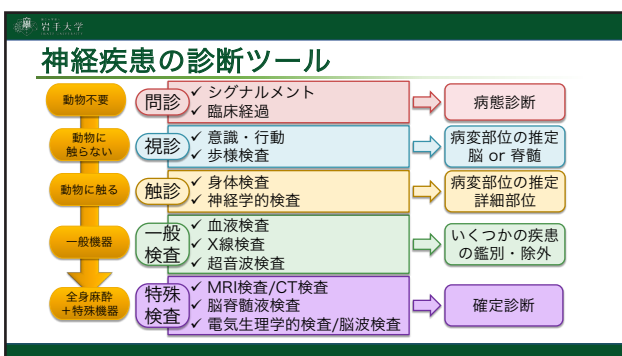 岩手大学
神経疾患の診断ツール
動物不要
問診
✓ シグナルメント
✓ 臨床経過
病態診断
動物に
触らない
視診
✓ 意識・行動
✓ 歩様検査
病変部位の推定
脳 or 脊髄
動物に触る
触診
✓ 身体検査
✓ 神経学的検査
病変部位の推定
詳細部位
一般機器
一般
検査
✓ 血液検査
✓ X線検査
✓ 超音波検査
いくつかの疾患
の鑑別・除外
全身麻酔
＋特殊機器
特殊
検査
✓ MRI検査/CT検査
✓ 脳脊髄液検査
✓ 電気生理学的検査/脳波検査
確定診断